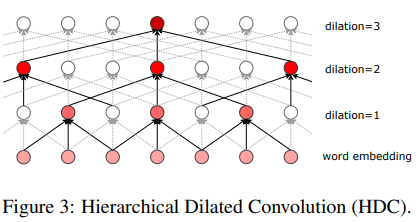 dilation=3
dilation=2
dilation=1
word embedding
Figure 3: Hierarchical Dilated Convolution (HDC).